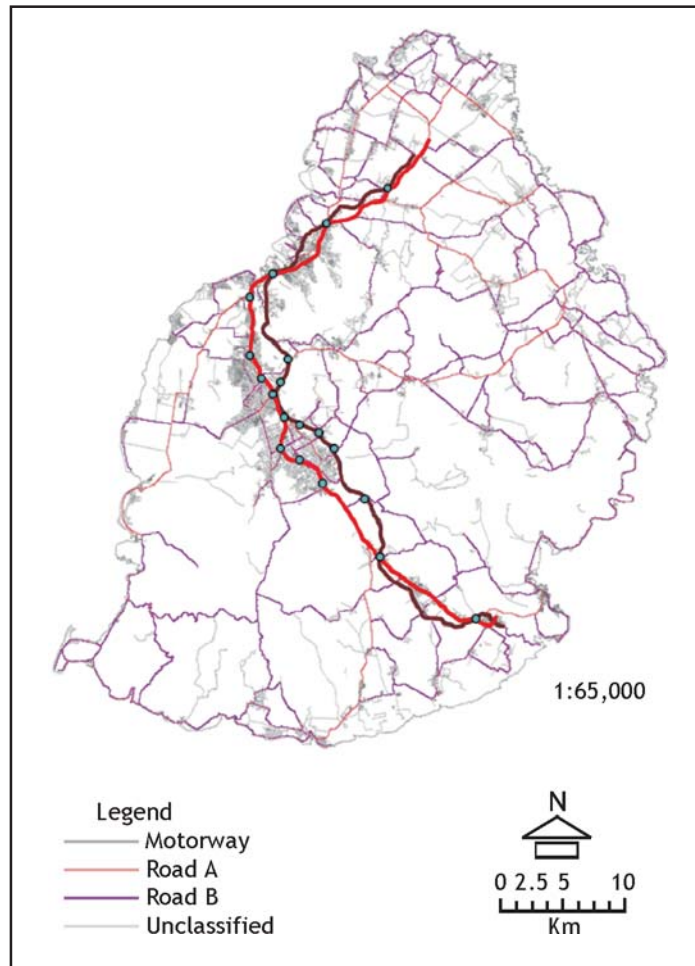 1:65,000
Legend
Motorway
Road A
Road B
Unclassified
N
0 2.5 5 10
Km